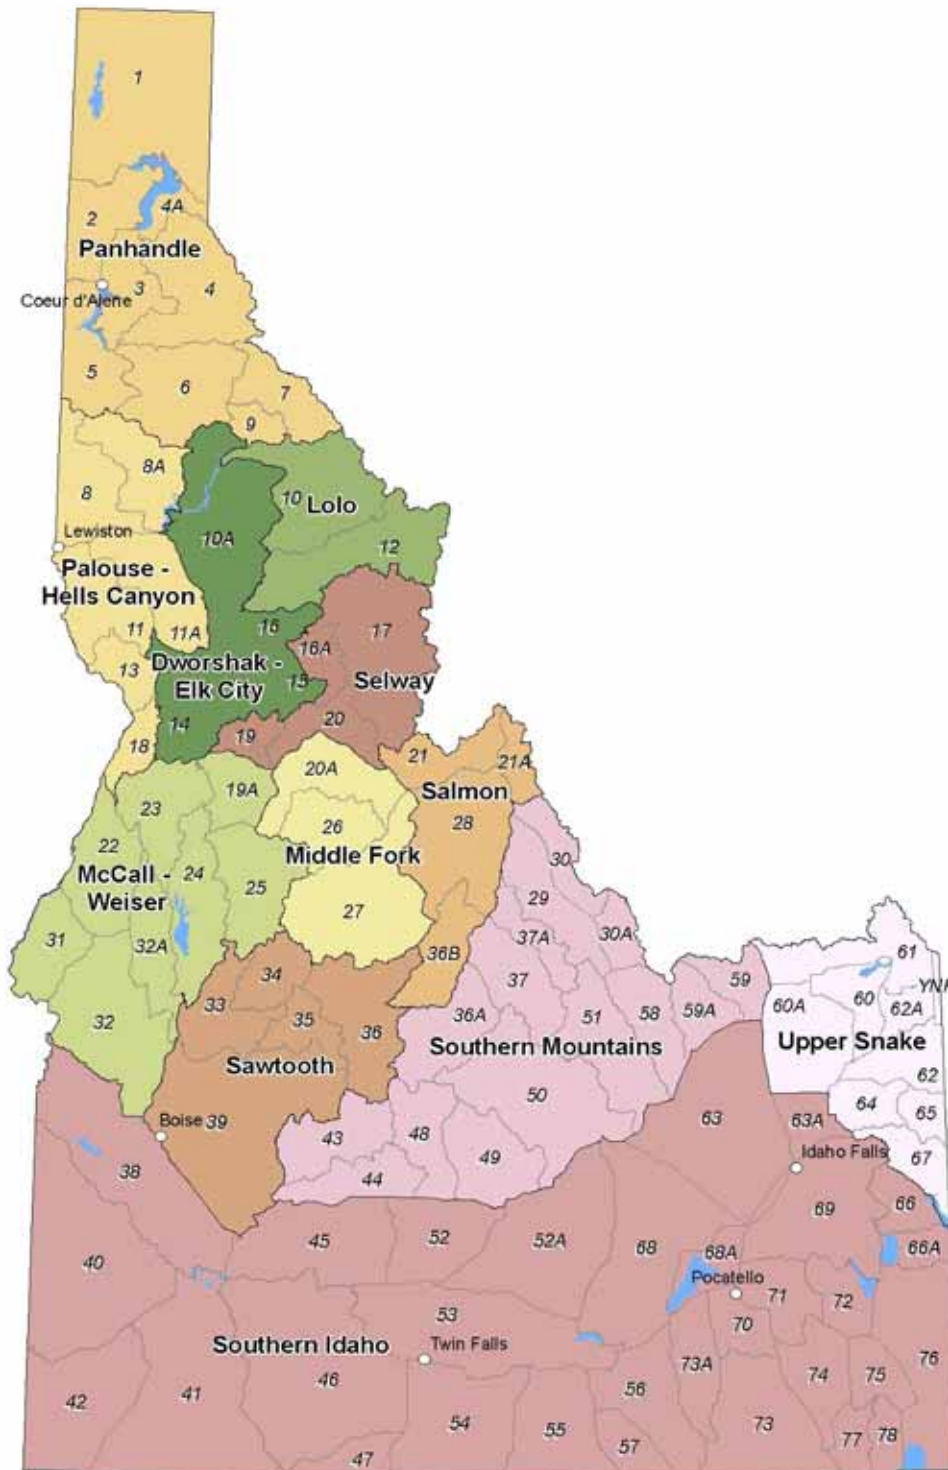 1
2
4A
Panhandle
3
4
Coeur d'Alene
5
6
7
9
8A
8
10
Lolo
Lewiston
10A
12
Palouse -
Hells Canyon
11
11A
16
17
16A
13
Dworshak -
Elk City
15
Selway
14
20
19
18
21
21A
20A
19A
Salmon
23
26
28
22
Middle Fork
30
McCall -
Weiser
24
25
29
27
31
32A
37A
30A
36B
61
34
37
59
YNP
33
60A
60
62A
32
35
36
36A
51
58
59A
Sawtooth
Southern Mountains
Upper Snake
62
50
64
65
Boise
39
43
48
63
63A
38
49
Idaho Falls
67
44
69
66
40
45
52
52A
68
68A
66A
Pocatello
71
72
53
70
Southern Idaho
Twin Falls
73A
76
42
41
46
56
74
75
54
55
57
73
77
78
47